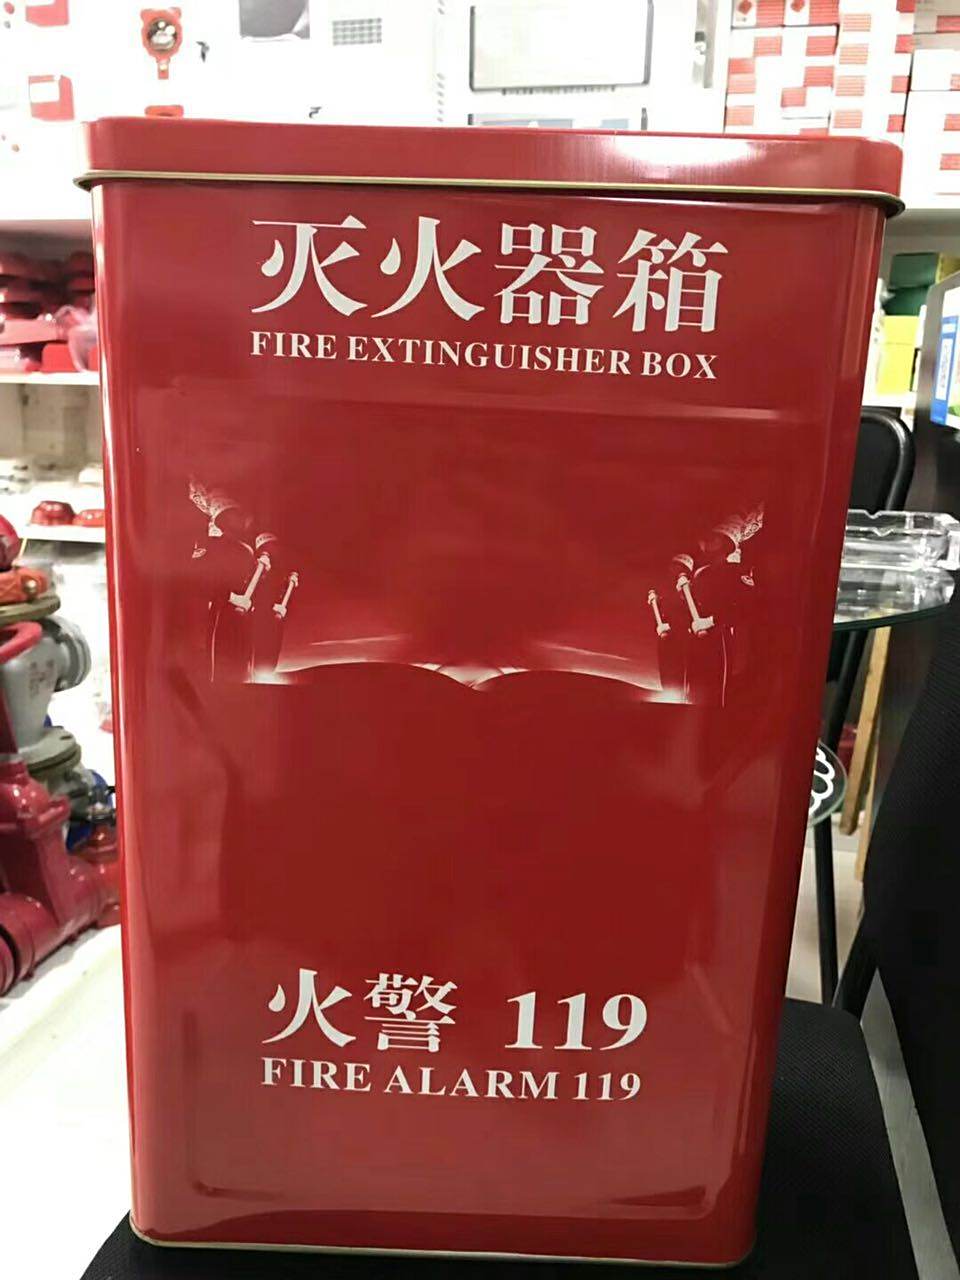 灭火器箱
FIRE EXTINGUISHER BOX
火警 119
FIRE ALARM 119